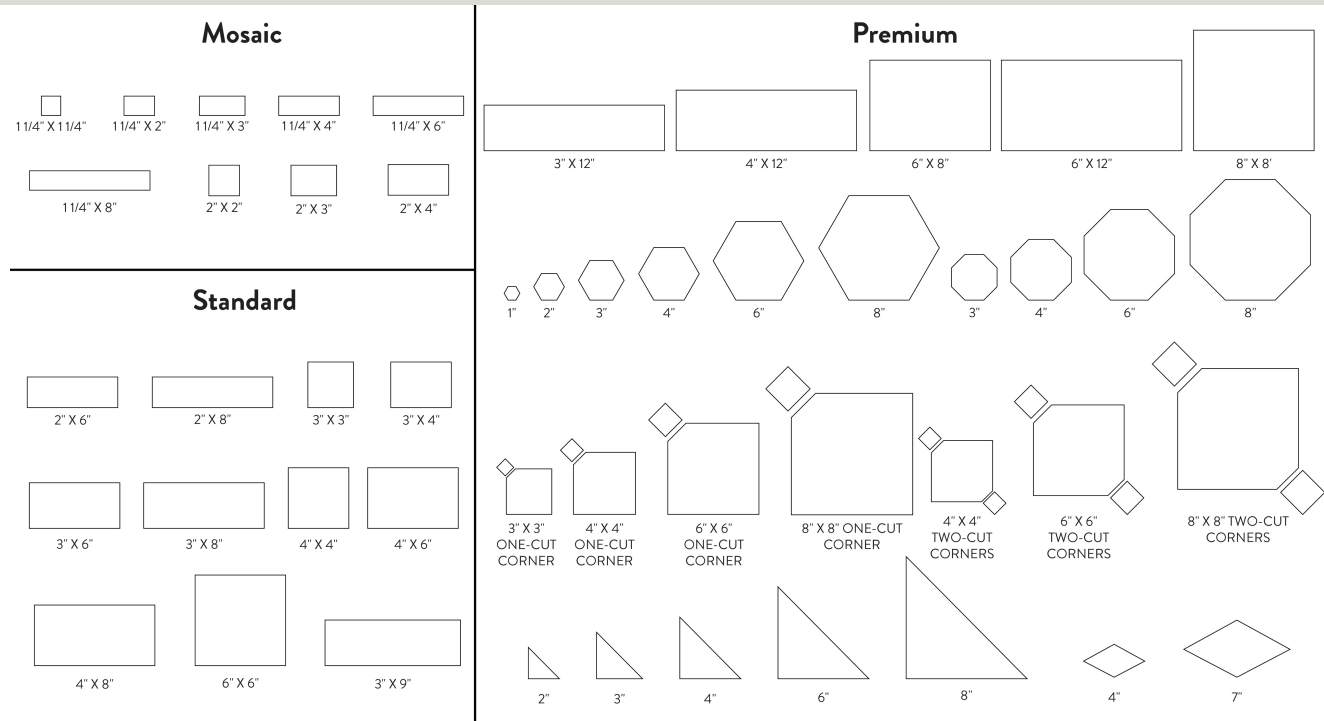 Mosaic
1 1/4" X 1 1/4"
1 1/4" X 2"
1 1/4" X 3"
1 1/4" X 4"
1 1/4" X 6"
1 1/4" X 8"
2" X 2"
2" X 3"
2" X 4"
Standard
2" X 6"
2" X 8"
3" X 3"
3" X 4"
3" X 6"
3" X 8"
4" X 4"
4" X 6"
4" X 8"
6" X 6"
3" X 9"
Premium
3" X 12"
4" X 12"
6" X 8"
6" X 12"
8" X 8'
1"
2"
3"
4"
6"
8"
3"
4"
6"
8"
3" X 3"
ONE-CUT
CORNER
4" X 4"
ONE-CUT
CORNER
6" X 6"
ONE-CUT
CORNER
8" X 8" ONE-CUT
CORNER
4" X 4"
TWO-CUT
CORNERS
6" X 6"
TWO-CUT
CORNERS
8" X 8" TWO-CUT
CORNERS
2"
3"
4"
6"
8"
4"
7"